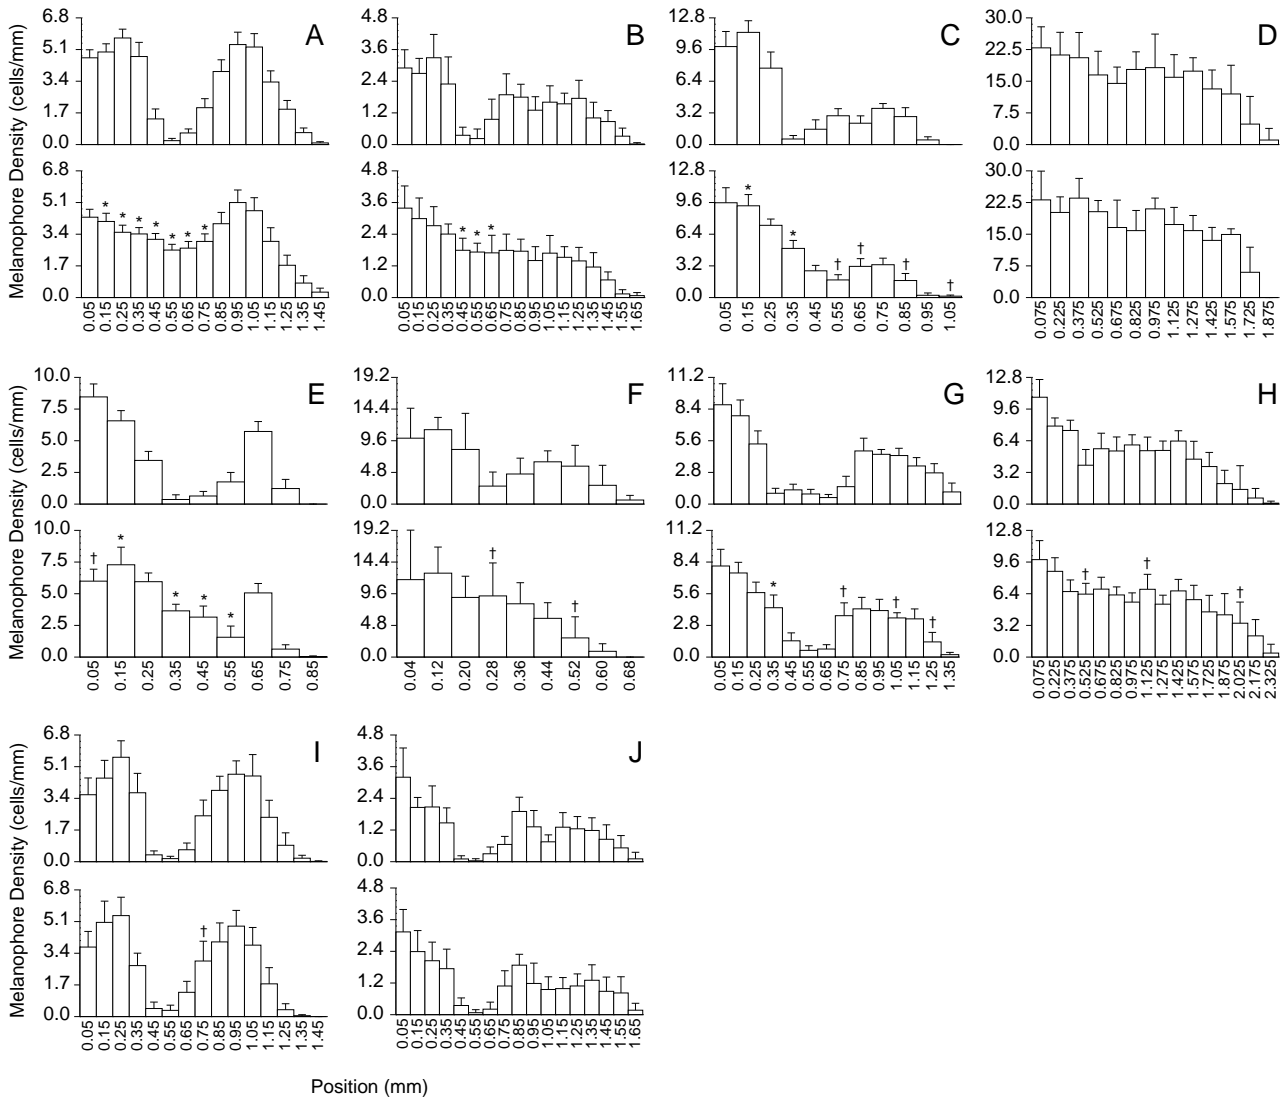 Melanophore Density (cells/mm)
6.8 5.1 3.4 1.7 0.0
A
4.8 3.6 2.4 1.2 0.0
B
12.8 9.6 6.4 3.2 0.0
C
30.0 22.5 15.0 7.5 0.0
D
6.8 5.1 3.4 1.7 0.0
* * * * * * *
0.05 0.15 0.25 0.35 0.45 0.55 0.65 0.75 0.85 0.95 1.05 1.15 1.25 1.35 1.45
4.8 3.6 2.4 1.2 0.0
* * *
0.05 0.15 0.25 0.35 0.45 0.55 0.65 0.75 0.85 0.95 1.05 1.15 1.25 1.35 1.45 1.55 1.65
12.8 9.6 6.4 3.2 0.0
* * † † † †
0.05 0.15 0.25 0.35 0.45 0.55 0.65 0.75 0.85 0.95 1.05
30.0 22.5 15.0 7.5 0.0
0.075 0.225 0.375 0.525 0.675 0.825 0.975 1.125 1.275 1.425 1.575 1.725 1.875
Melanophore Density (cells/mm)
10.0 7.5 5.0 2.5 0.0
E
19.2 14.4 9.6 4.8 0.0
F
11.2 8.4 5.6 2.8 0.0
G
12.8 9.6 6.4 3.2 0.0
H
10.0 7.5 5.0 2.5 0.0
† * * * *
0.05 0.15 0.25 0.35 0.45 0.55 0.65 0.75 0.85
19.2 14.4 9.6 4.8 0.0
† †
0.04 0.12 0.20 0.28 0.36 0.44 0.52 0.60 0.68
11.2 8.4 5.6 2.8 0.0
* † † †
0.05 0.15 0.25 0.35 0.45 0.55 0.65 0.75 0.85 0.95 1.05 1.15 1.25 1.35
12.8 9.6 6.4 3.2 0.0
† † †
0.075 0.225 0.375 0.525 0.675 0.825 0.975 1.125 1.275 1.425 1.575 1.725 1.875 2.025 2.175 2.325
Melanophore Density (cells/mm)
6.8 5.1 3.4 1.7 0.0
I
4.8 3.6 2.4 1.2 0.0
J
6.8 5.1 3.4 1.7 0.0
†
0.05 0.15 0.25 0.35 0.45 0.55 0.65 0.75 0.85 0.95 1.05 1.15 1.25 1.35 1.45
4.8 3.6 2.4 1.2 0.0
0.05 0.15 0.25 0.35 0.45 0.55 0.65 0.75 0.85 0.95 1.05 1.15 1.25 1.35 1.45 1.55 1.65
Position (mm)